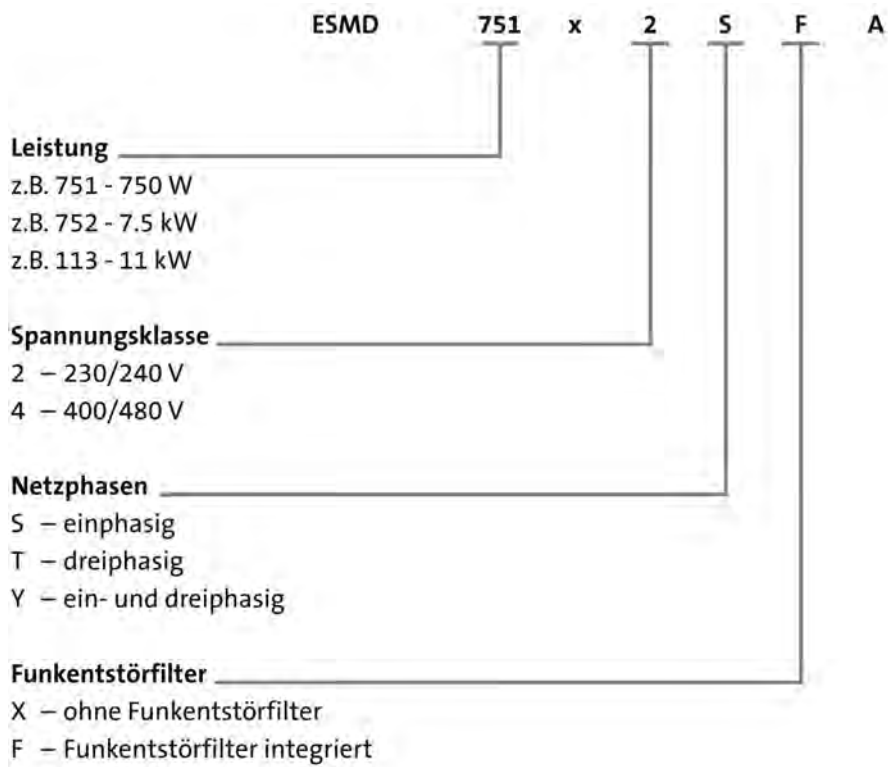 ESMD 751 x 2 S F A
Leistung
z.B. 751 - 750 W
z.B. 752 - 7.5 kW
z.B. 113 - 11 kW
Spannungsklasse
2 – 230/240 V
4 – 400/480 V
Netzphasen
S – einphasig
T – dreiphasig
Y – ein- und dreiphasig
Funkentstörfilter
X – ohne Funkentstörfilter
F – Funkentstörfilter integriert